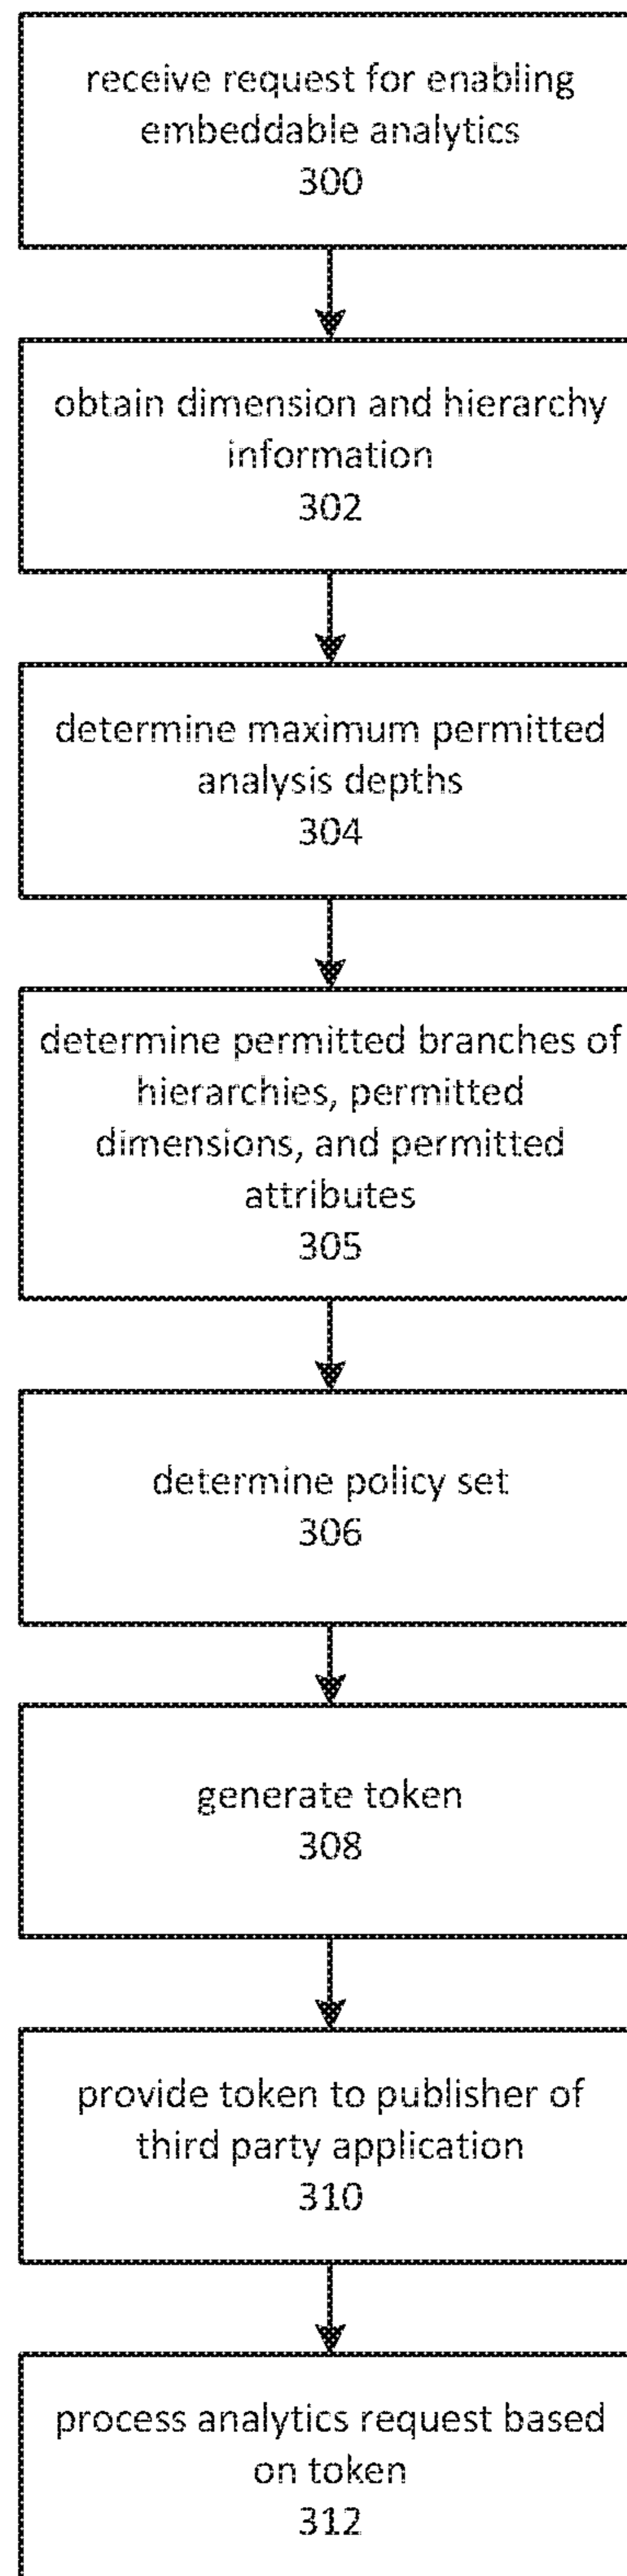 receive request for enabling
embeddable analytics
300
obtain dimension and hierarchy
information
302
determine maximum permitted
analysis depths
304
determine permitted branches of
hierarchies, permitted
dimensions, and permitted
attributes
305
determine policy set
306
generate token
308
provide token to publisher of
third party application
310
process analytics request based
on token
312